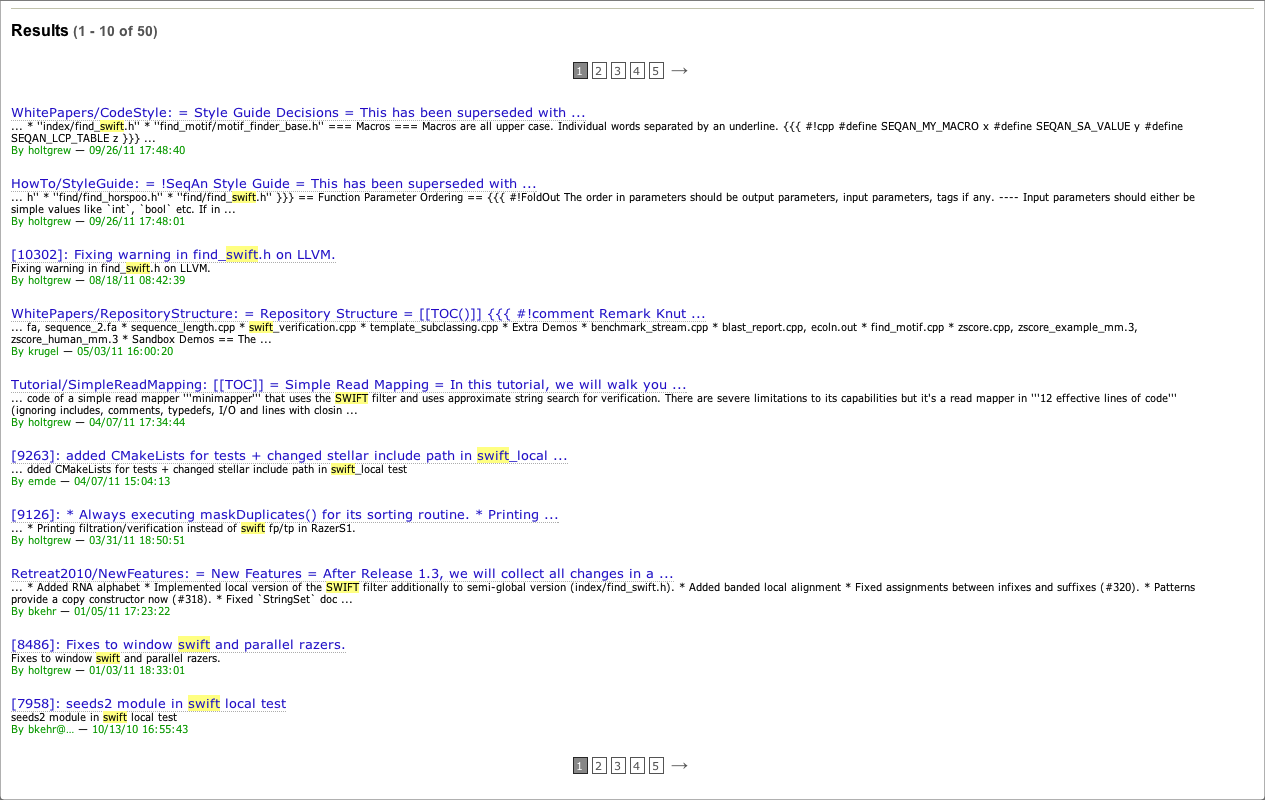 Results (1 - 10 of 50)
1 2 3 4 5 →
WhitePapers/CodeStyle: = Style Guide Decisions = This has been superseded with ...
... * "index/find_swift.h" * "find_motif/motif_finder_base.h" === Macros === Macros are all upper case. Individual words separated by an underline. {{{ #!cpp #define SEQAN_MY_MACRO x #define SEQAN_SA_VALUE y #define
SEQAN_LCP_TABLE z }}} ...
By holtgrew — 09/26/11 17:48:40
HowTo/StyleGuide: = !SeqAn Style Guide = This has been superseded with ...
... h" * "find/find_horspoo.h" * "find/find_swift.h" }}} == Function Parameter Ordering == {{{ #!FoldOut The order in parameters should be output parameters, input parameters, tags if any. ---- Input parameters should either be
simple values like `int`, `bool` etc. If in ...
By holtgrew — 09/26/11 17:48:01
[10302]: Fixing warning in find_swift.h on LLVM.
Fixing warning in find_swift.h on LLVM.
By holtgrew — 08/18/11 08:42:39
WhitePapers/RepositoryStructure: = Repository Structure = [[TOC()]] {{{ #!comment Remark Knut ...
... fa, sequence_2.fa * sequence_length.cpp * swift_verification.cpp * template_subclassing.cpp * Extra Demos * benchmark_stream.cpp * blast_report.cpp, ecoln.out * find_motif.cpp * zscore.cpp, zscore_example_mm.3,
zscore_human_mm.3 * Sandbox Demos == The ...
By krugel — 05/03/11 16:00:20
Tutorial/SimpleReadMapping: [[TOC]] = Simple Read Mapping = In this tutorial, we will walk you ...
... code of a simple read mapper '''minimapper''' that uses the SWIFT filter and uses approximate string search for verification. There are severe limitations to its capabilities but it's a read mapper in '''12 effective lines of code'''
(ignoring includes, comments, typedefs, I/O and lines with closin ...
By holtgrew — 04/07/11 17:34:44
[9263]: added CMakeLists for tests + changed stellar include path in swift_local ...
... dded CMakeLists for tests + changed stellar include path in swift_local test
By emde — 04/07/11 15:04:13
[9126]: * Always executing maskDuplicates() for its sorting routine. * Printing ...
... * Printing filtration/verification instead of swift fp/tp in RazerS1.
By holtgrew — 03/31/11 18:50:51
Retreat2010/NewFeatures: = New Features = After Release 1.3, we will collect all changes in a ...
... * Added RNA alphabet * Implemented local version of the SWIFT filter additionally to semi-global version (index/find_swift.h). * Added banded local alignment * Fixed assignments between infixes and suffixes (#320). * Patterns
provide a copy constructor now (#318). * Fixed `StringSet` doc ...
By bkehr — 01/05/11 17:23:22
[8486]: Fixes to window swift and parallel razers.
Fixes to window swift and parallel razers.
By holtgrew — 01/03/11 18:33:01
[7958]: seeds2 module in swift local test
seeds2 module in swift local test
By bkehr@... — 10/13/10 16:55:43
1 2 3 4 5 →